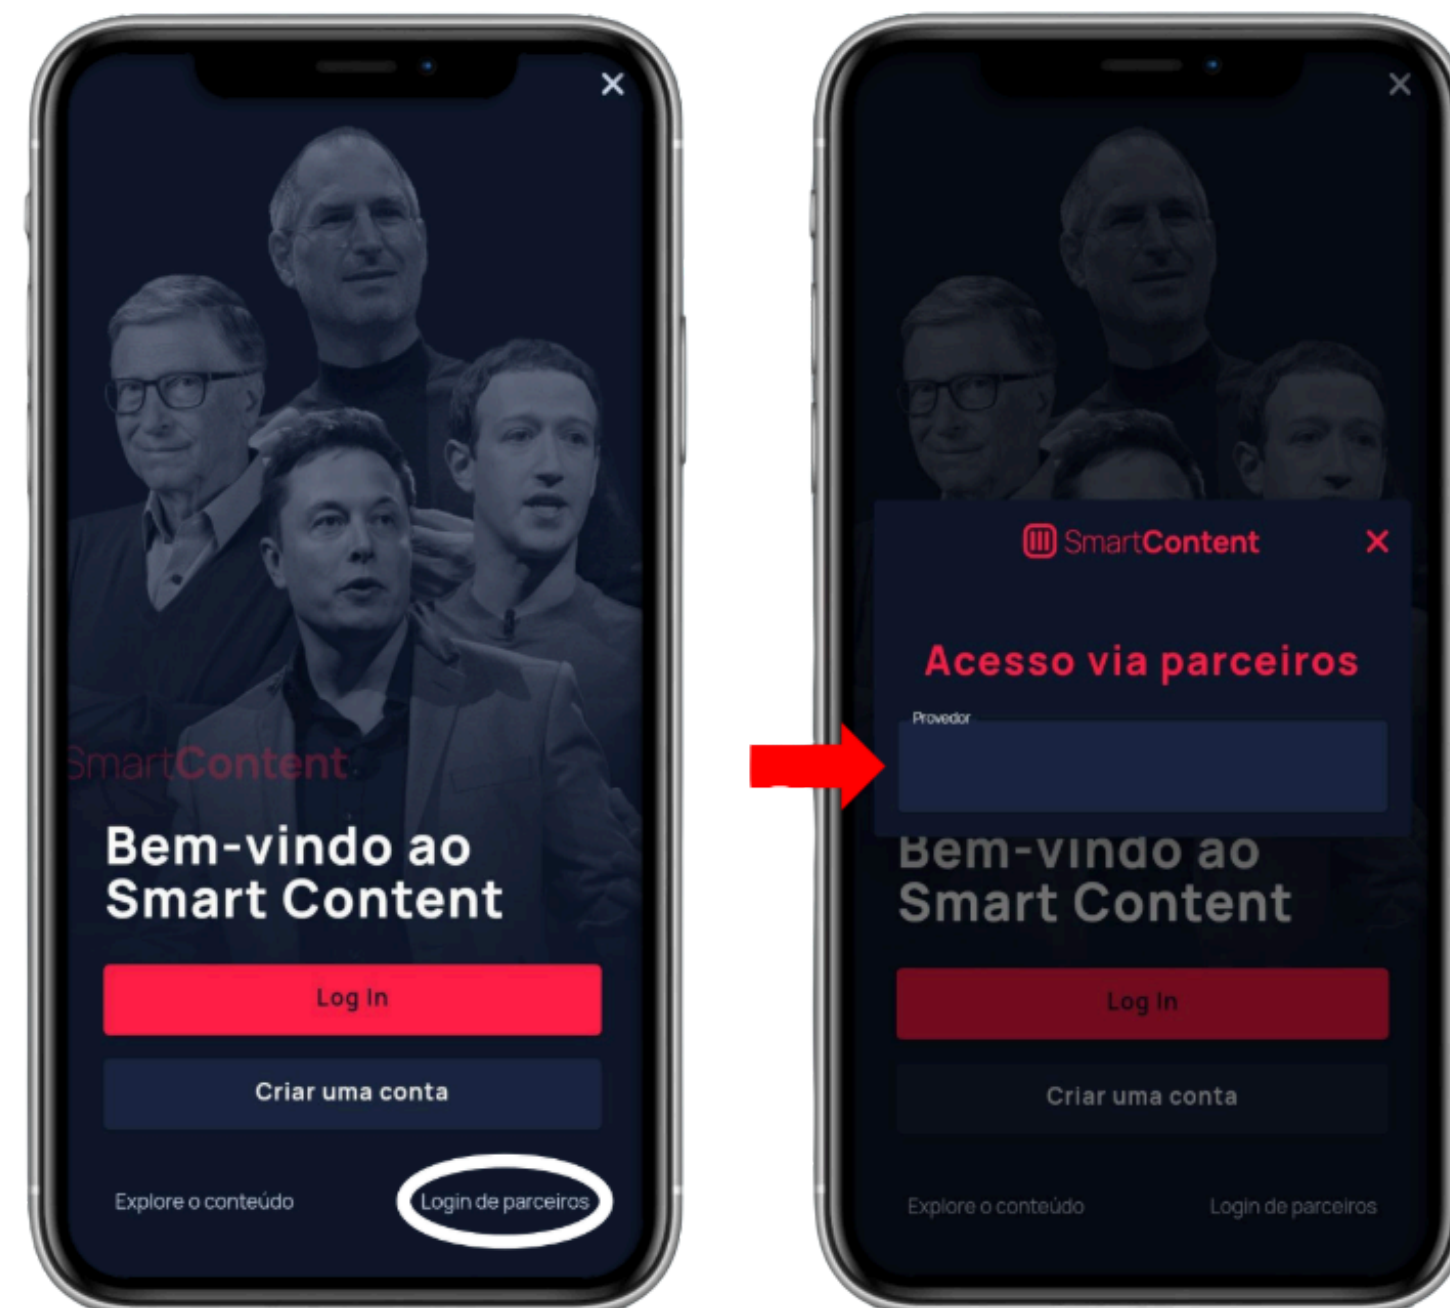 SmartContent
Bem-vindo ao
Smart Content
Log In
Criar uma conta
Explore o conteúdo
Login de parceiros
SmartContent
Acesso via parceiros
Provedor
Bem-vindo ao
Smart Content
Log In
Criar uma conta
Explore o conteúdo
Login de parceiros